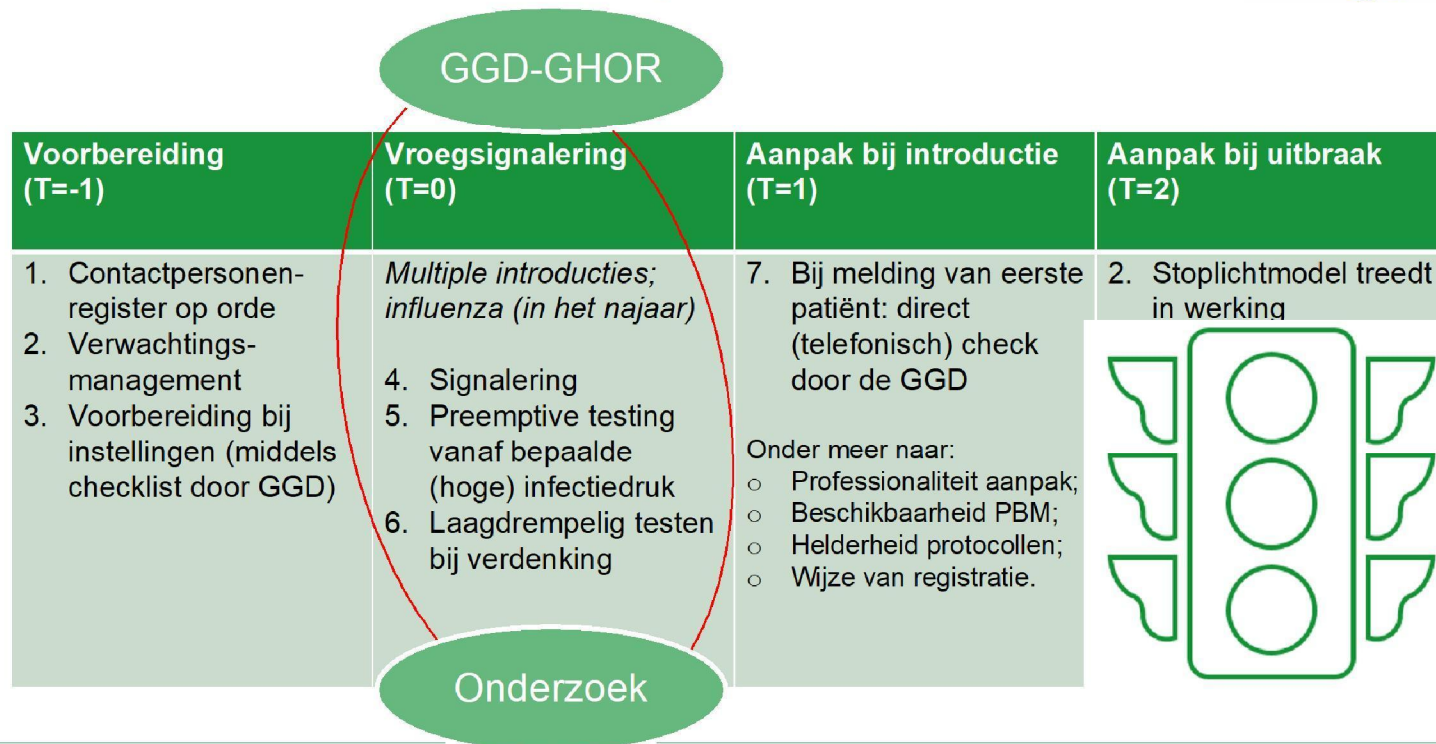 GGD-GHOR
Voorbereiding
(T=-1)
Vroegsignalering
(T=0)
Aanpak bij introductie
(T=1)
Aanpak bij uitbraak
(T=2)
1. Contactpersonen-
register op orde
2. Verwachtings-
management
3. Voorbereiding bij
instellingen (middels
checklist door GGD)
Multiple introducties;
influenza (in het najaar)
4. Signalering
5. Preemptive testing
vanaf bepaalde
(hoge) infectiedruk
6. Laagdrempelig testen
bij verdenking
7. Bij melding van eerste
patiënt: direct
(telefonisch) check
door de GGD
Onder meer naar:
o Professionaliteit aanpak;
o Beschikbaarheid PBM;
o Helderheid protocollen;
o Wijze van registratie.
2. Stoplichtmodel treedt
in werking
Onderzoek